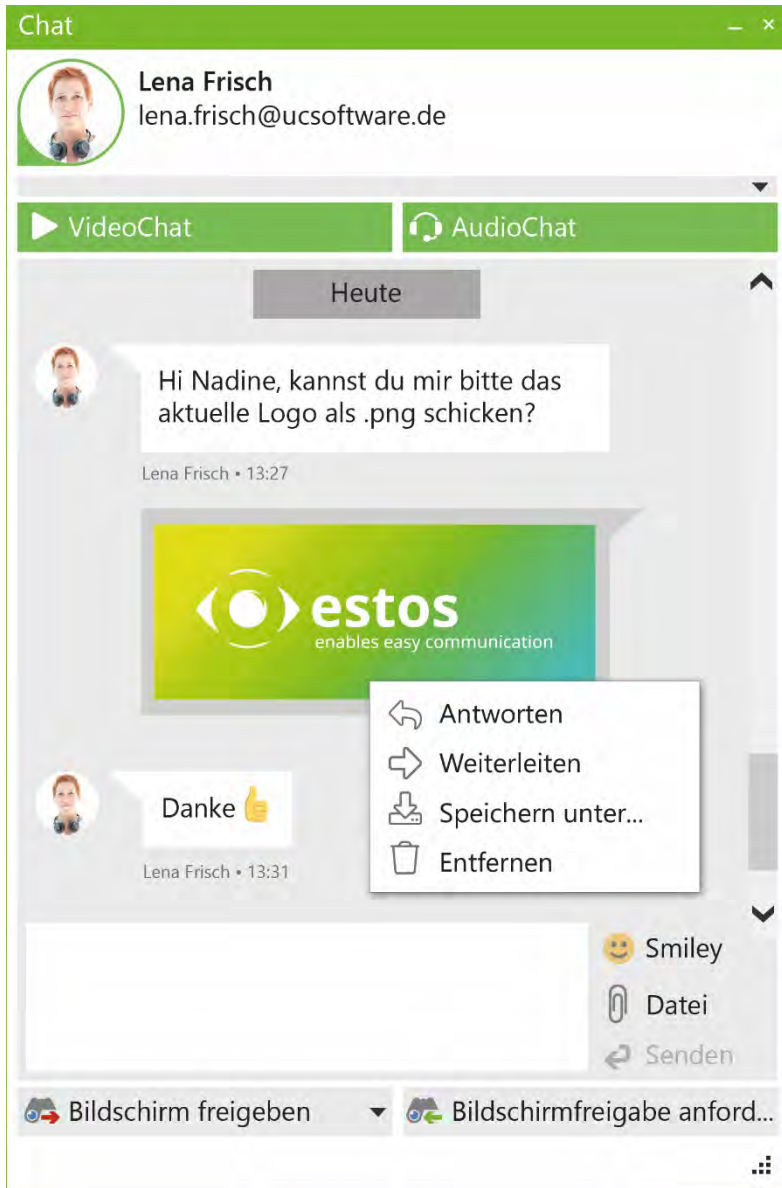 Chat
Lena Frisch
lena.frisch@ucsoftware.de
VideoChat
AudioChat
Heute
Hi Nadine, kannst du mir bitte das
aktuelle Logo als .png schicken?
Lena Frisch • 13:27
estos
enables easy communication
Antworten
Weiterleiten
Speichern unter...
Entfernen
Danke 👍
Lena Frisch • 13:31
Smiley
Datei
Senden
Bildschirm freigeben
Bildschirmfreigabe anford...